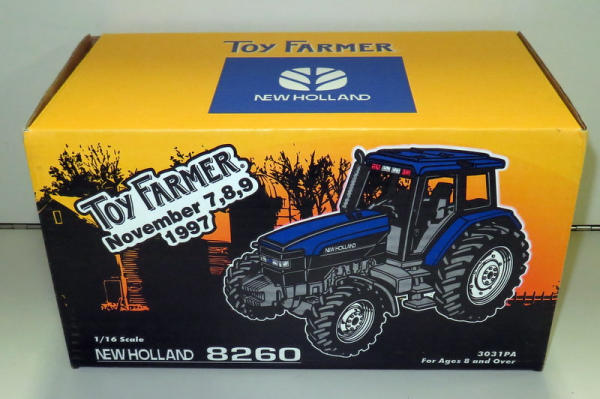 TOY FARMER
NEW HOLLAND
TOY FARMER.
November 7,8,9
1997
NEW HOLLAND
1/16 Scale
NEW HOLLAND 8260
3031PA
For Ages 8 and Over